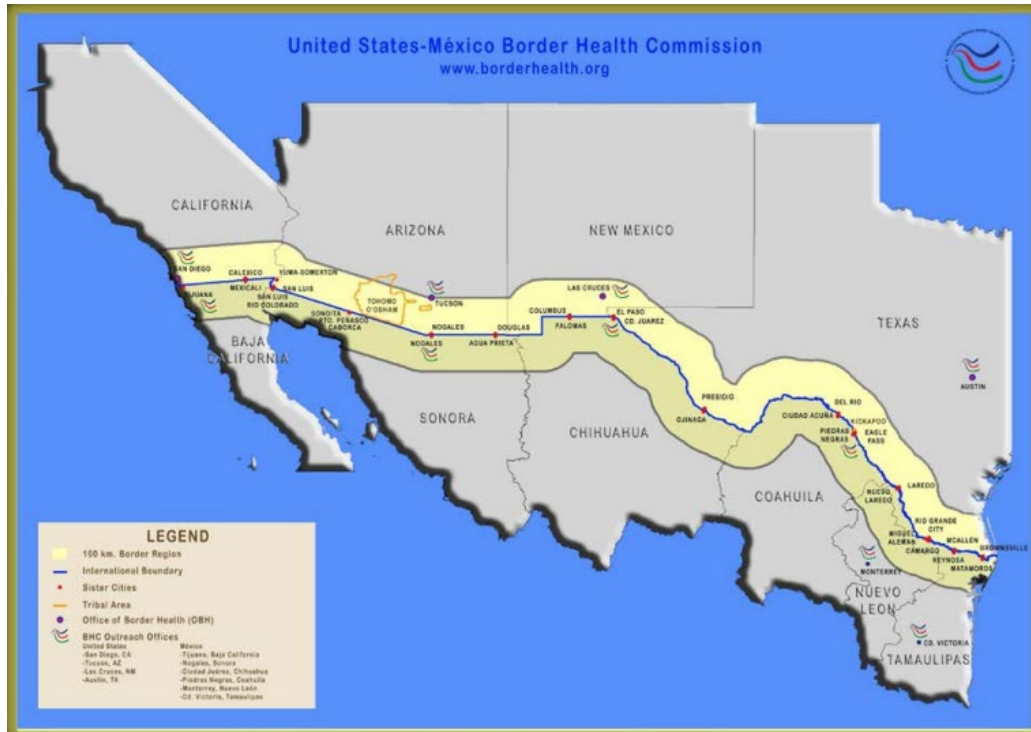 United States-México Border Health Commission
www.borderhealth.org
CALIFORNIA
ARIZONA
NEW MEXICO
TEXAS
SAN DIEGO
TIJUANA
CALEXICO
MEXICALI
YUMA-SOMERTON
SAN LUIS
SAN LUIS
RIO COLORADO
BAJA
CALIFORNIA
SONOITA
PTO. PEÑASCO
CABORCA
TOHOMO
O'ODHAM
TUCSON
NOGALES
NOGALES
DOUGLAS
AGUA PRIETA
COLUMBUS
PALOMAS
LAS CRUCES
EL PASO
CD. JUAREZ
AUSTIN
SONORA
CHIHUAHUA
PRESIDIO
OJINAGA
DEL RIO
CIUDAD ACUÑA
KICKAPOO
PIEDRAS
NEGRAS
EAGLE
PASS
COAHUILA
LAREDO
NUEVO
LAREDO
RIO GRANDE
CITY
MIGUEL
ALEMAN
CAMARGO
MCALLEN
REYNOSA
BROWNSVILLE
MATAMOROS
MONTERREY
NUEVO
LEON
CD. VICTORIA
TAMAULIPAS
LEGEND
100 km. Border Region
International Boundary
Sister Cities
Tribal Area
Office of Border Health (OBH)
BHC Outreach Offices
United States
-San Diego, CA
-Tucson, AZ
-Las Cruces, NM
-Austin, TX
México
-Tijuana, Baja California
-Nogales, Sonora
-Ciudad Juárez, Chihuahua
-Piedras Negras, Coahuila
-Monterrey, Nuevo León
-Cd. Victoria, Tamaulipas